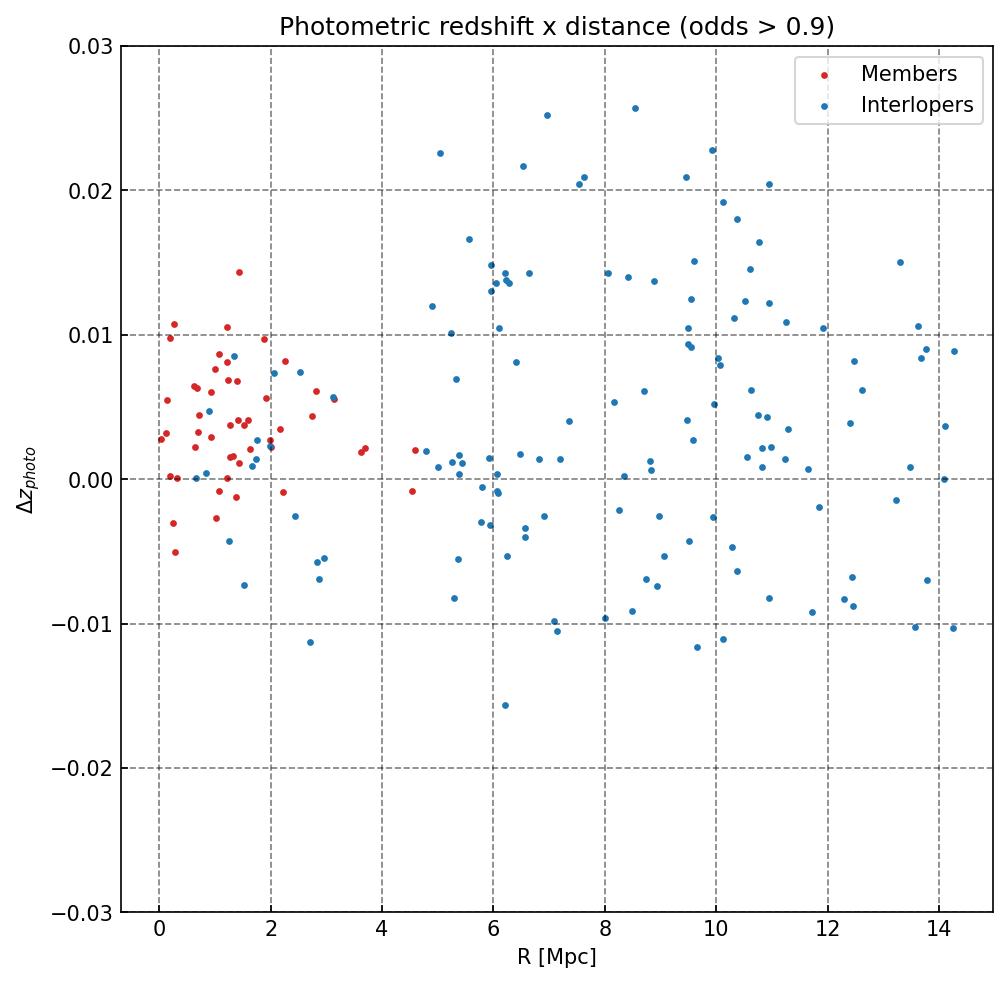 Photometric redshift x distance (odds > 0.9)
Members
Interlopers
0.03
0.02
0.01
0.00
−0.01
−0.02
−0.03
Δz_photo
0 2 4 6 8 10 12 14
R [Mpc]